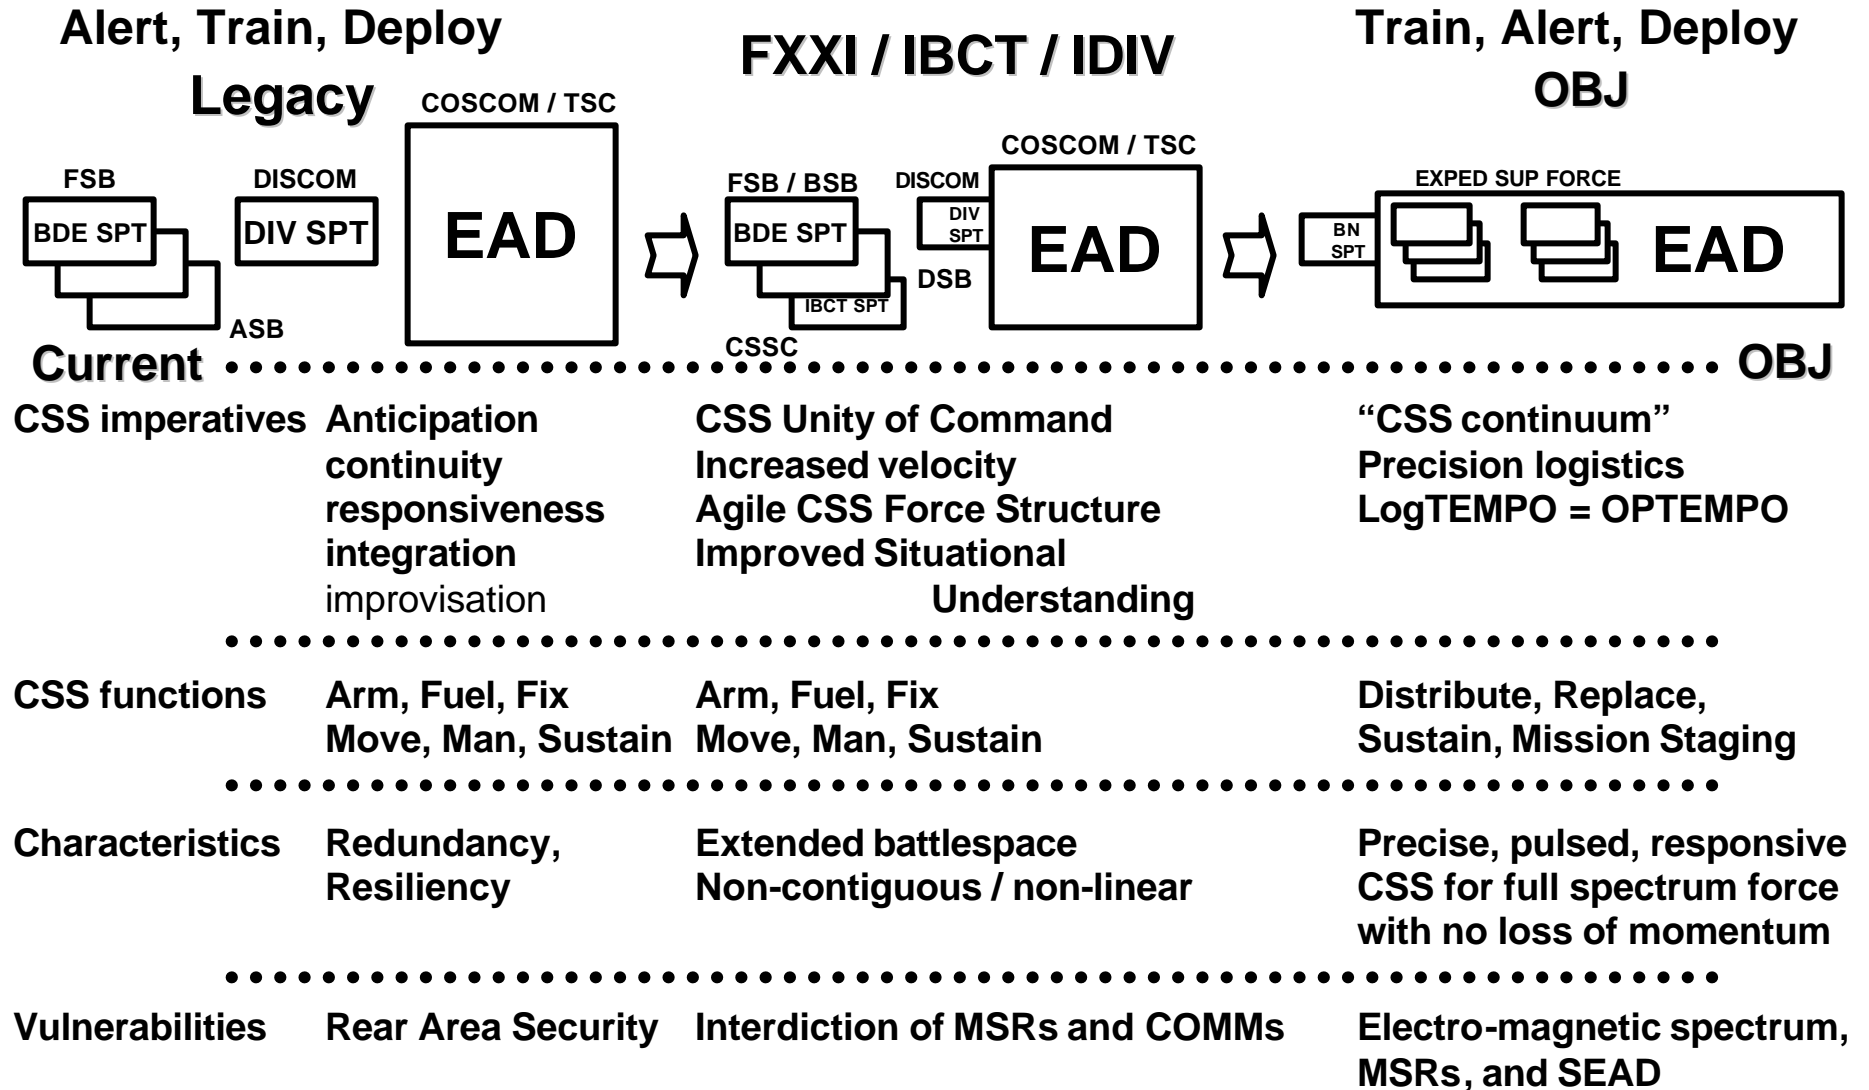 Alert, Train, Deploy
Legacy
FXXI / IBCT / IDIV
Train, Alert, Deploy
OBJ
COSCOM / TSC
FSB
DISCOM
BDE SPT
DIV SPT
EAD
ASB
COSCOM / TSC
FSB / BSB
DISCOM
BDE SPT
DIV
SPT
EAD
DSB
IBCT SPT
CSSC
EXPED SUP FORCE
BN
SPT
EAD
Current
OBJ
CSS imperatives
Anticipation
continuity
responsiveness
integration
improvisation
CSS Unity of Command
Increased velocity
Agile CSS Force Structure
Improved Situational
Understanding
“CSS continuum”
Precision logistics
LogTEMPO = OPTEMPO
CSS functions
Arm, Fuel, Fix
Move, Man, Sustain
Arm, Fuel, Fix
Move, Man, Sustain
Distribute, Replace,
Sustain, Mission Staging
Characteristics
Redundancy,
Resiliency
Extended battlespace
Non-contiguous / non-linear
Precise, pulsed, responsive
CSS for full spectrum force
with no loss of momentum
Vulnerabilities
Rear Area Security
Interdiction of MSRs and COMMs
Electro-magnetic spectrum,
MSRs, and SEAD